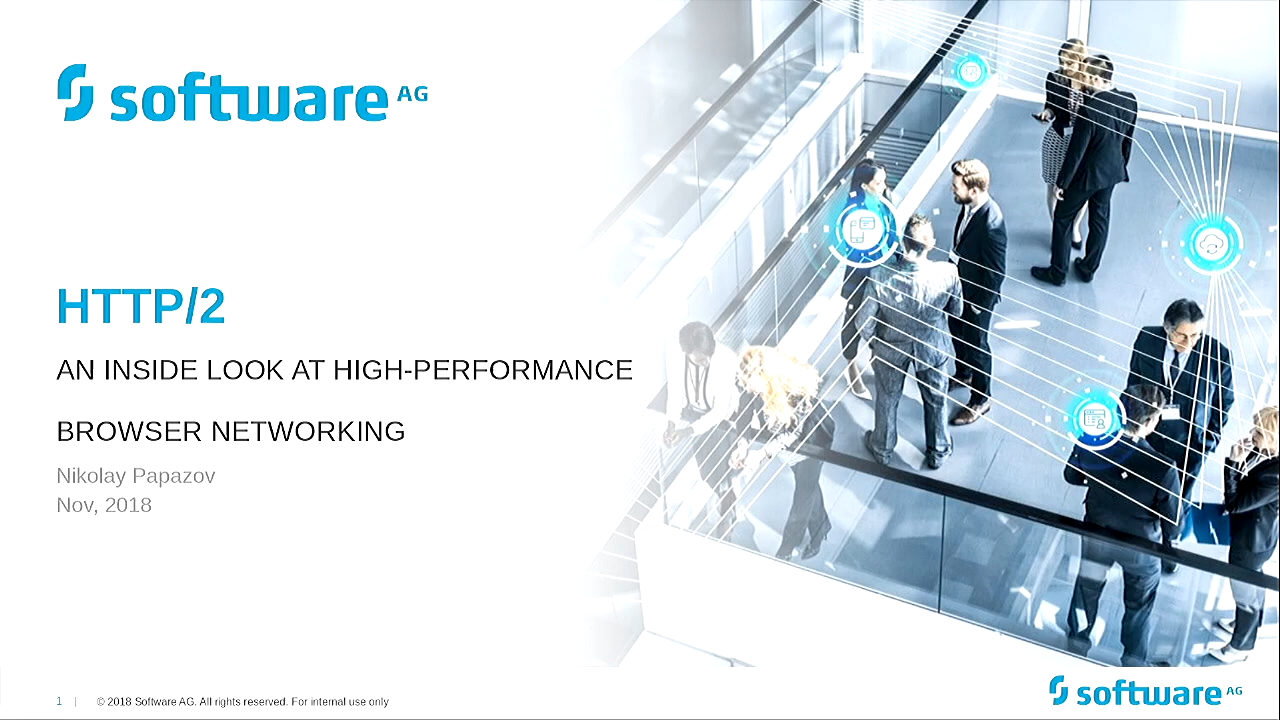 software AG
HTTP/2
AN INSIDE LOOK AT HIGH-PERFORMANCE
BROWSER NETWORKING
Nikolay Papazov
Nov, 2018
1 | © 2018 Software AG. All rights reserved. For internal use only
software AG